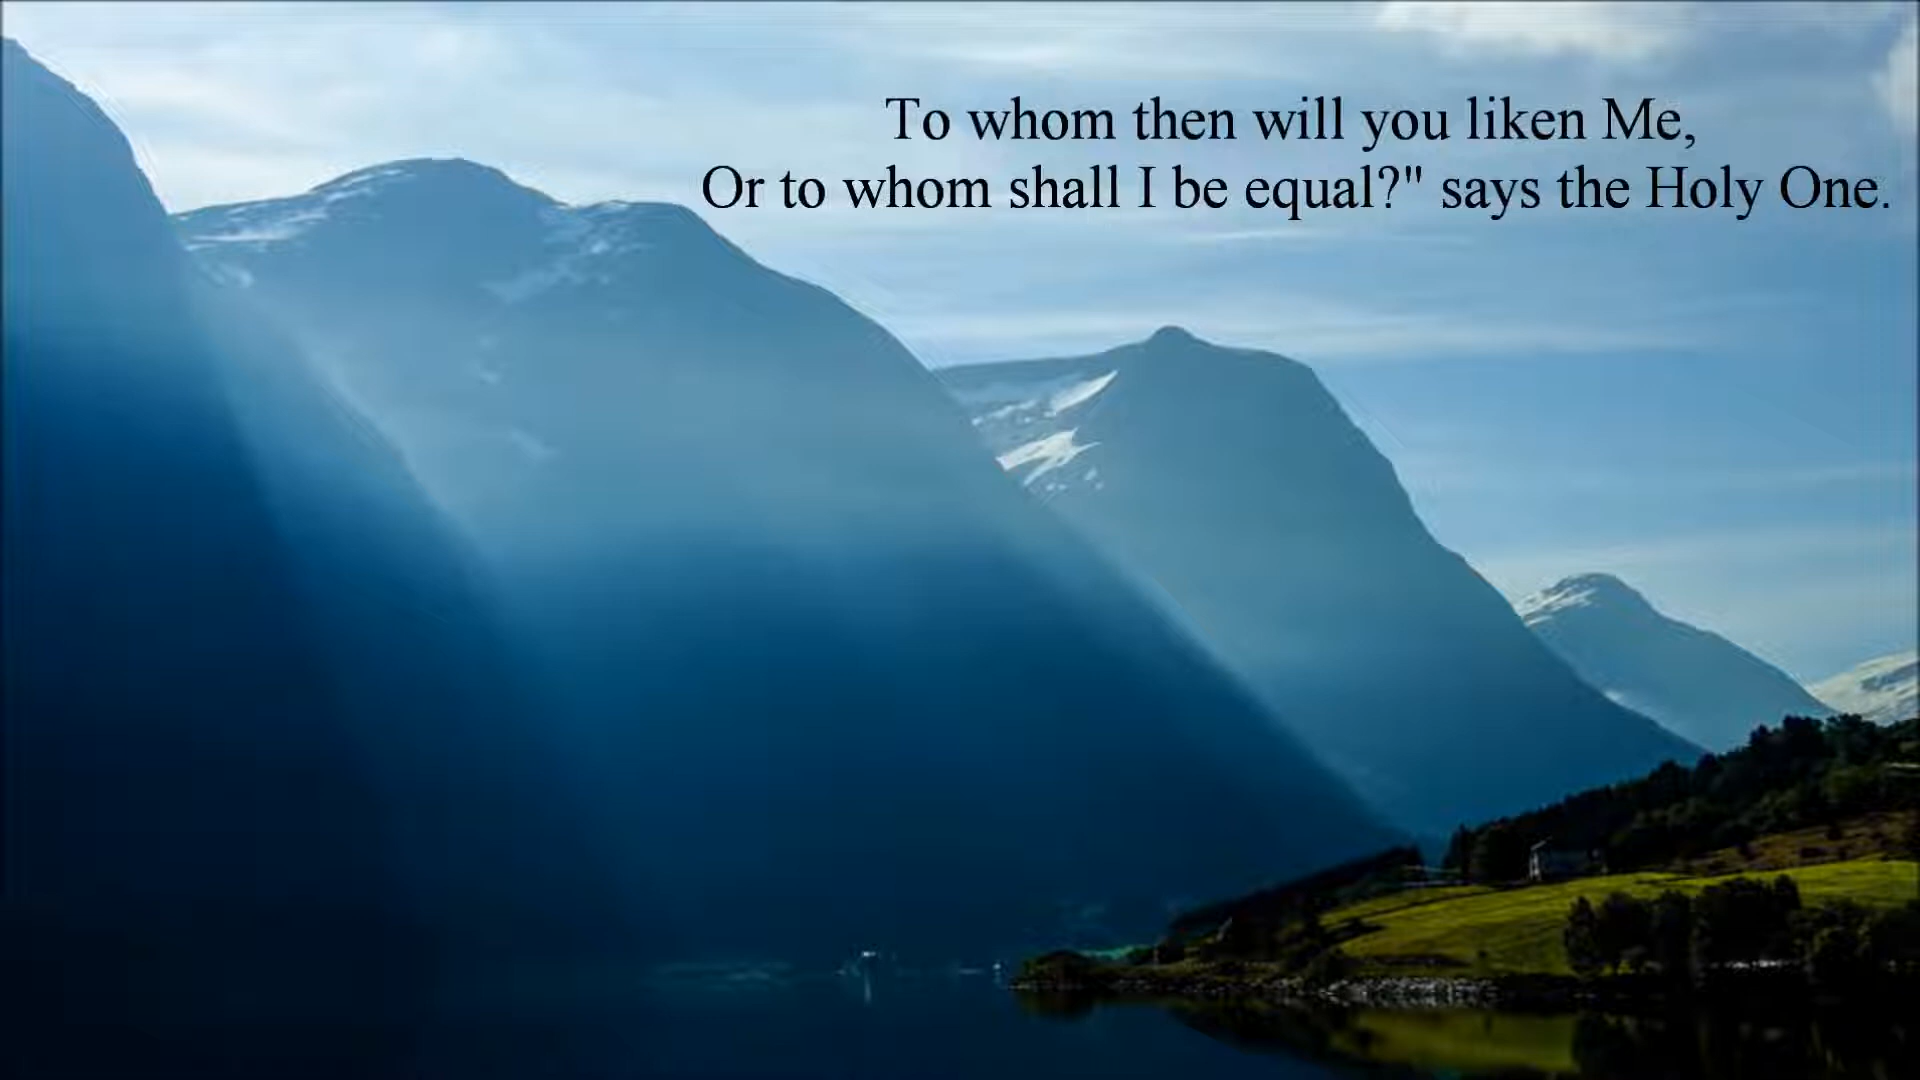 To whom then will you liken Me,
Or to whom shall I be equal?" says the Holy One.